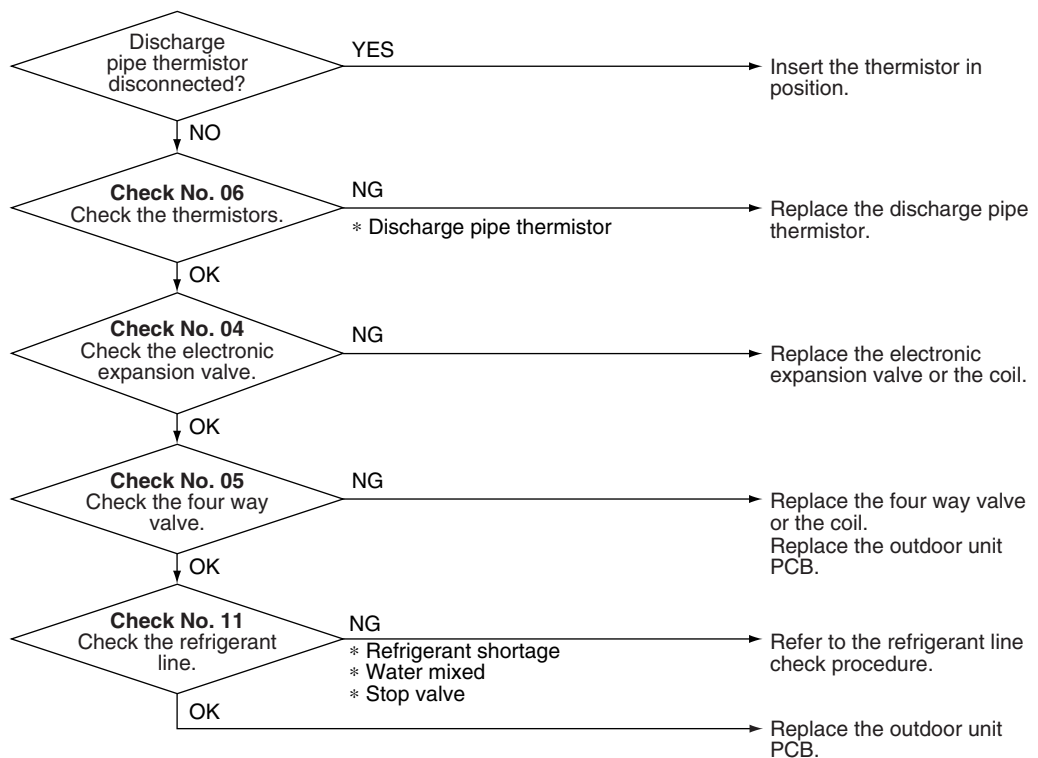 Discharge
pipe thermistor
disconnected?
YES
Insert the thermistor in
position.
NO
Check No. 06
Check the thermistors.
NG
* Discharge pipe thermistor
Replace the discharge pipe
thermistor.
OK
Check No. 04
Check the electronic
expansion valve.
NG
Replace the electronic
expansion valve or the coil.
OK
Check No. 05
Check the four way
valve.
NG
Replace the four way valve
or the coil.
Replace the outdoor unit
PCB.
OK
Check No. 11
Check the refrigerant
line.
NG
* Refrigerant shortage
* Water mixed
* Stop valve
Refer to the refrigerant line
check procedure.
OK
Replace the outdoor unit
PCB.